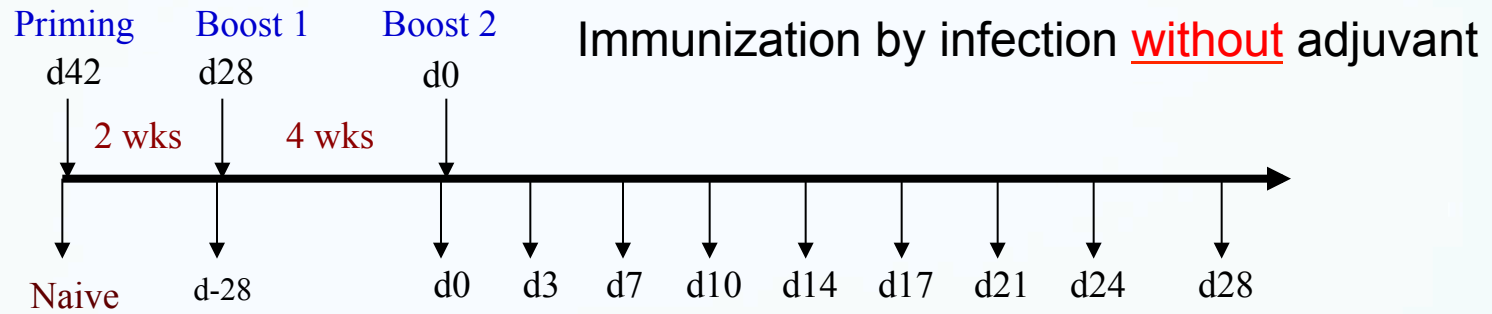 Priming Boost 1 Boost 2 Immunization by infection without adjuvant
d42 d28 d0
2 wks 4 wks
Naive d-28 d0 d3 d7 d10 d14 d17 d21 d24 d28